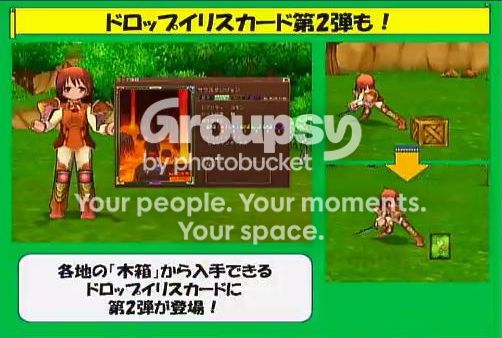 ドロップイリスカード第2弾も！
Groupsy
by photobucket
Your people. Your moments.
Your space.
各地の「木箱」から入手できる
ドロップイリスカードに
第2弾が登場！